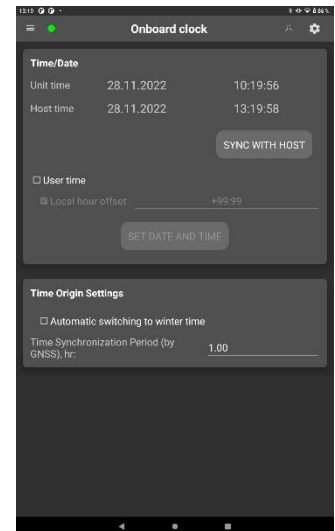 13:19
Onboard clock
Time/Date
Unit time 28.11.2022 10:19:56
Host time 28.11.2022 13:19:58
SYNC WITH HOST
User time
Local hour offset +99:99
SET DATE AND TIME
Time Origin Settings
Automatic switching to winter time
Time Synchronization Period (by
GNSS), hr: 1.00